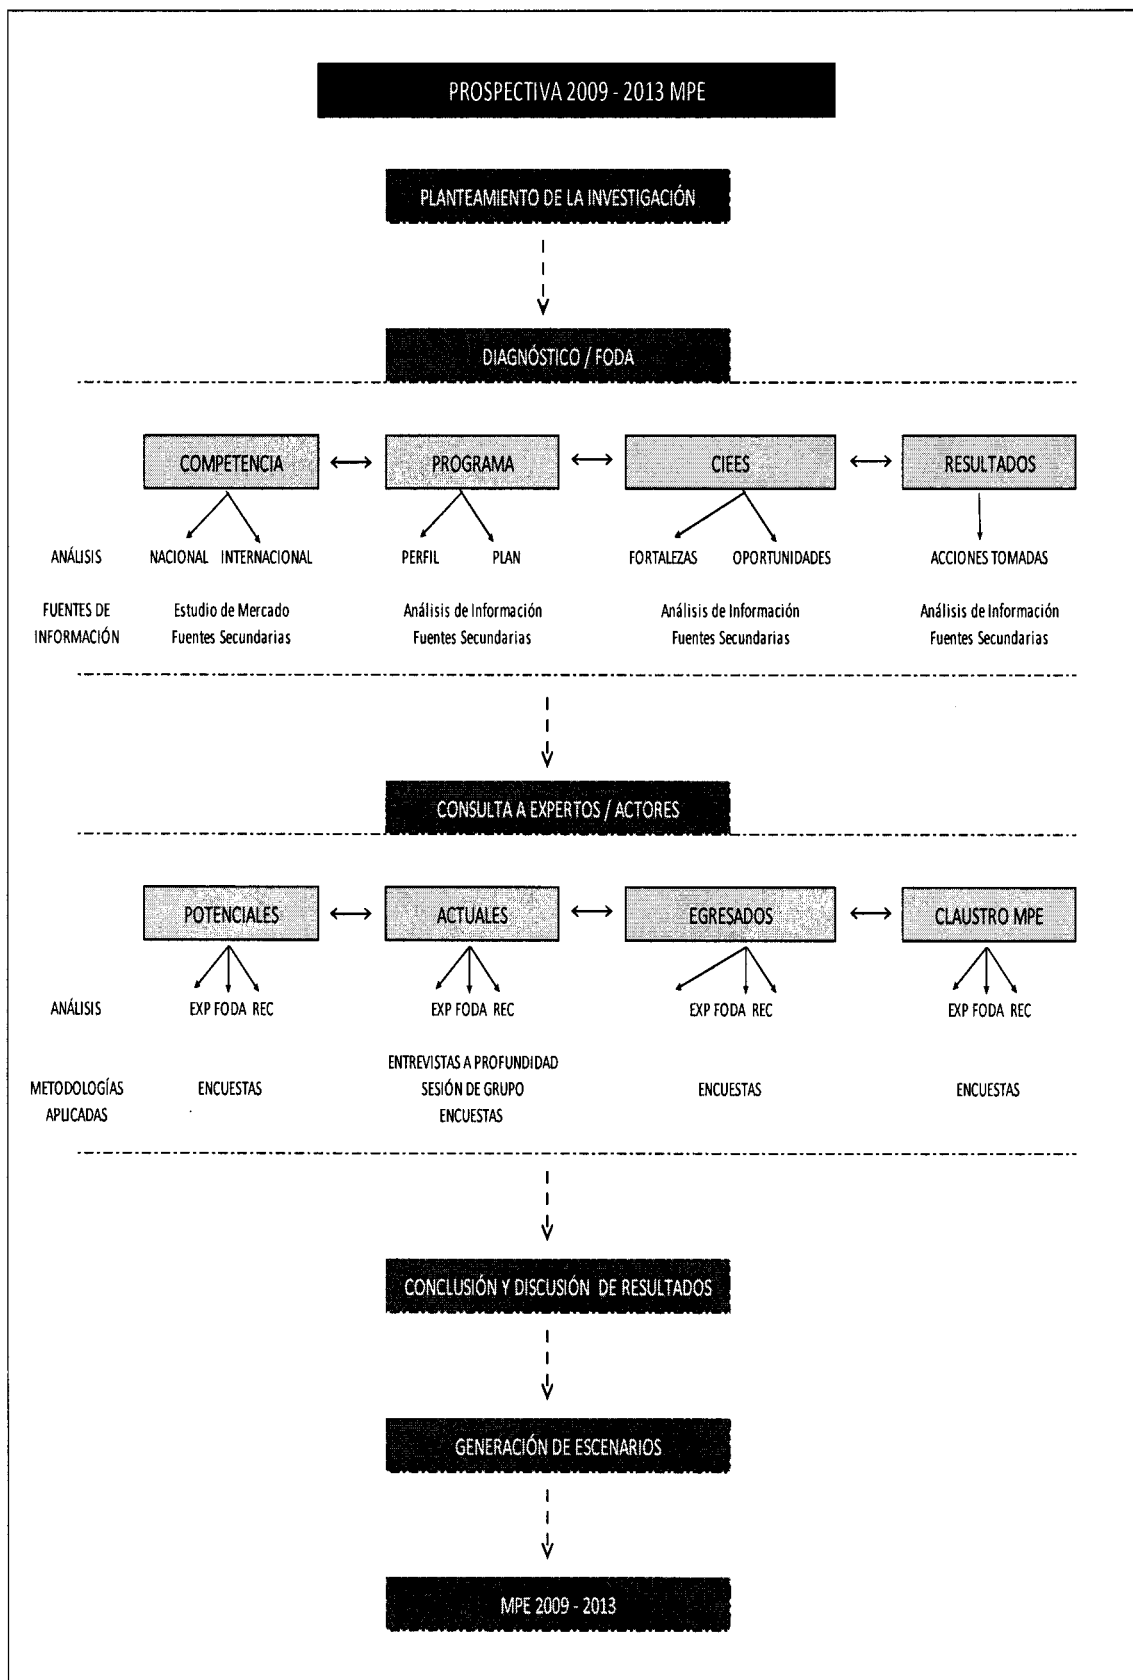 PROSPECTIVA 2009 - 2013 MPE
PLANTEAMIENTO DE LA INVESTIGACIÓN
DIAGNÓSTICO / FODA
COMPETENCIA PROGRAMA CIEES RESULTADOS
ANÁLISIS NACIONAL INTERNACIONAL PERFIL PLAN FORTALEZAS OPORTUNIDADES ACCIONES TOMADAS
FUENTES DE Estudio de Mercado Análisis de Información Análisis de Información Análisis de Información
INFORMACIÓN Fuentes Secundarias Fuentes Secundarias Fuentes Secundarias Fuentes Secundarias
CONSULTA A EXPERTOS / ACTORES
POTENCIALES ACTUALES EGRESADOS CLAUSTRO MPE
ANÁLISIS EXP FODA REC EXP FODA REC EXP FODA REC EXP FODA REC
ENTREVISTAS A PROFUNDIDAD
METODOLOGÍAS ENCUESTAS SESIÓN DE GRUPO ENCUESTAS ENCUESTAS
APLICADAS ENCUESTAS
CONCLUSIÓN Y DISCUSIÓN DE RESULTADOS
GENERACIÓN DE ESCENARIOS
MPE 2009 - 2013